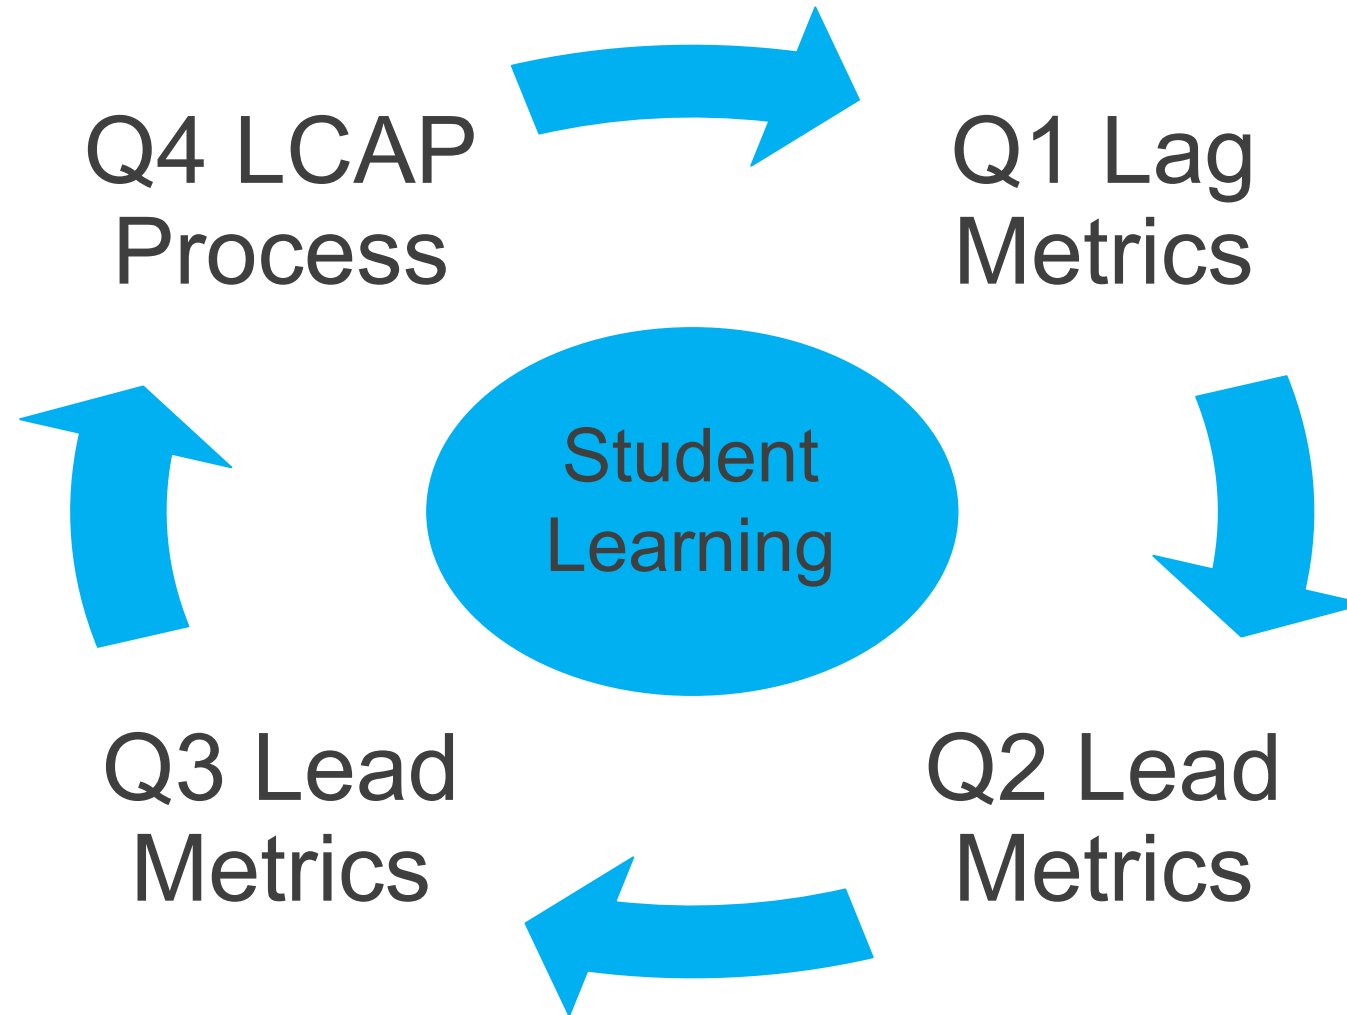 Q4 LCAP
Process
Q1 Lag
Metrics
Student
Learning
Q3 Lead
Metrics
Q2 Lead
Metrics